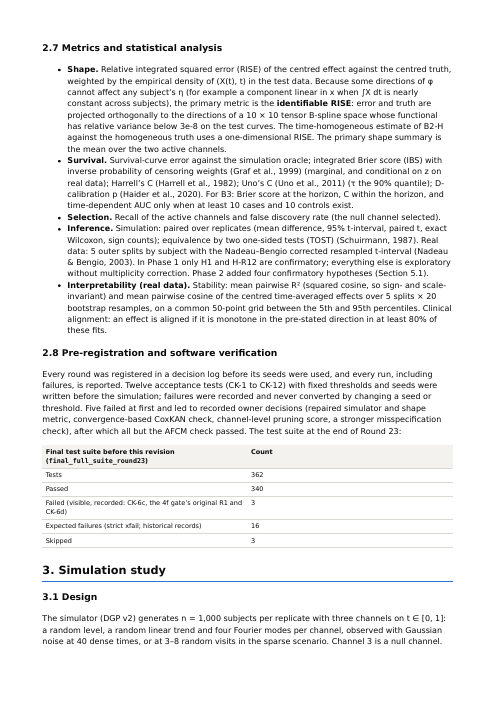 2.7 Metrics and statistical analysis
• Shape. Relative integrated squared error (RISE) of the centred effect against the centred truth,
weighted by the empirical density of (X(t), t) in the test data. Because some directions of φ
cannot affect any subject's η (for example a component linear in x when ∫X dt is nearly
constant across subjects), the primary metric is the identifiable RISE: error and truth are
projected orthogonally to the directions of a 10 × 10 tensor B-spline space whose functional
has relative variance below 3e-8 on the test curves. The time-homogeneous estimate of B2-H
against the homogeneous truth uses a one-dimensional RISE. The primary shape summary is
the mean over the two active channels.
• Survival. Survival-curve error against the simulation oracle; integrated Brier score (IBS) with
inverse probability of censoring weights (Graf et al., 1999) (marginal, and conditional on z on
real data); Harrell's C (Harrell et al., 1982); Uno's C (Uno et al., 2011) (τ the 90% quantile); D-
calibration p (Haider et al., 2020). For B3: Brier score at the horizon, C within the horizon, and
time-dependent AUC only when at least 10 cases and 10 controls exist.
• Selection. Recall of the active channels and false discovery rate (the null channel selected).
• Inference. Simulation: paired over replicates (mean difference, 95% t-interval, paired t, exact
Wilcoxon, sign counts); equivalence by two one-sided tests (TOST) (Schuirmann, 1987). Real
data: 5 outer splits by subject with the Nadeau–Bengio corrected resampled t-interval (Nadeau
& Bengio, 2003). In Phase 1 only H1 and H-R12 are confirmatory; everything else is exploratory
without multiplicity correction. Phase 2 added four confirmatory hypotheses (Section 5.1).
• Interpretability (real data). Stability: mean pairwise R² (squared cosine, so sign- and scale-
invariant) and mean pairwise cosine of the centred time-averaged effects over 5 splits × 20
bootstrap resamples, on a common 50-point grid between the 5th and 95th percentiles. Clinical
alignment: an effect is aligned if it is monotone in the pre-stated direction in at least 80% of
these fits.
2.8 Pre-registration and software verification
Every round was registered in a decision log before its seeds were used, and every run, including
failures, is reported. Twelve acceptance tests (CK-1 to CK-12) with fixed thresholds and seeds were
written before the simulation; failures were recorded and never converted by changing a seed or
threshold. Five failed at first and led to recorded owner decisions (repaired simulator and shape
metric, convergence-based CoxKAN check, channel-level pruning score, a stronger misspecification
check), after which all but the AFCM check passed. The test suite at the end of Round 23:
Final test suite before this revision Count
(final_full_suite_round23)
Tests 362
Passed 340
Failed (visible, recorded: CK-6c, the 4f gate's original R1 and 3
CK-6d)
Expected failures (strict xfail; historical records) 16
Skipped 3
3. Simulation study
3.1 Design
The simulator (DGP v2) generates n = 1,000 subjects per replicate with three channels on t ∈ [0, 1]:
a random level, a random linear trend and four Fourier modes per channel, observed with Gaussian
noise at 40 dense times, or at 3–8 random visits in the sparse scenario. Channel 3 is a null channel.